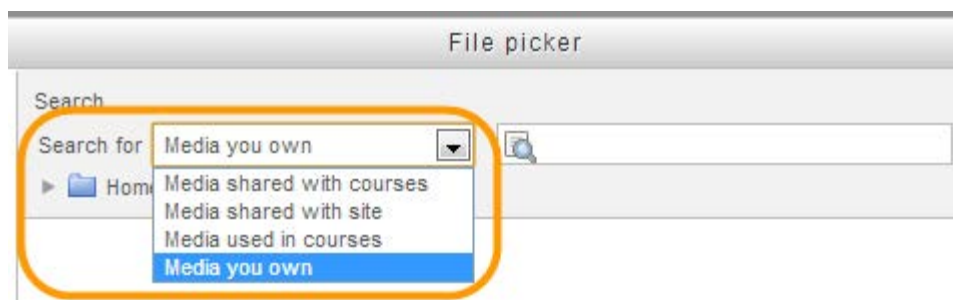 File picker
Search
Search for Media you own
Hom
Media shared with courses
Media shared with site
Media used in courses
Media you own